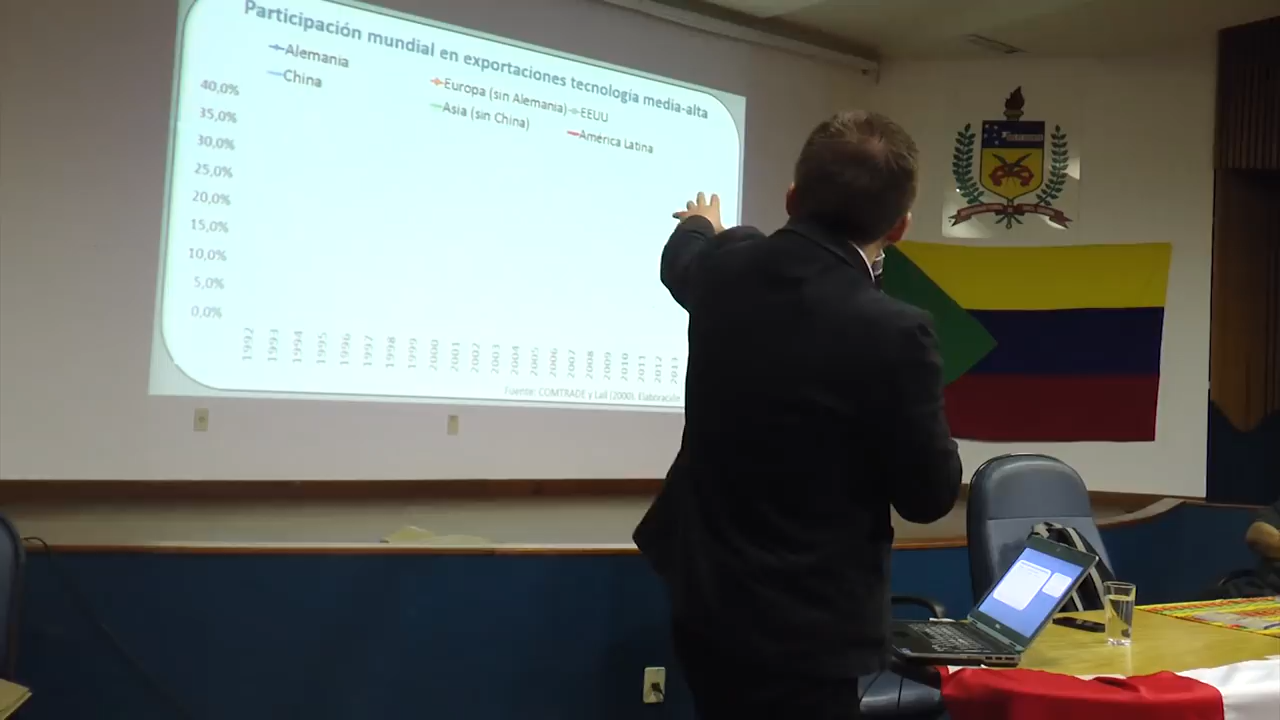 Participación mundial en exportaciones tecnología media-alta
Alemania
Europa (sin Alemania)
EEUU
China
Asia (sin China)
América Latina
40,0%
35,0%
30,0%
25,0%
20,0%
15,0%
10,0%
5,0%
0,0%
1992 1993 1994 1995 1996 1997 1998 1999 2000 2001 2002 2003 2004 2005 2006 2007 2008 2009 2010 2011 2012 2013
Fuente: COMTRADE y Lall (2000). Elaboración